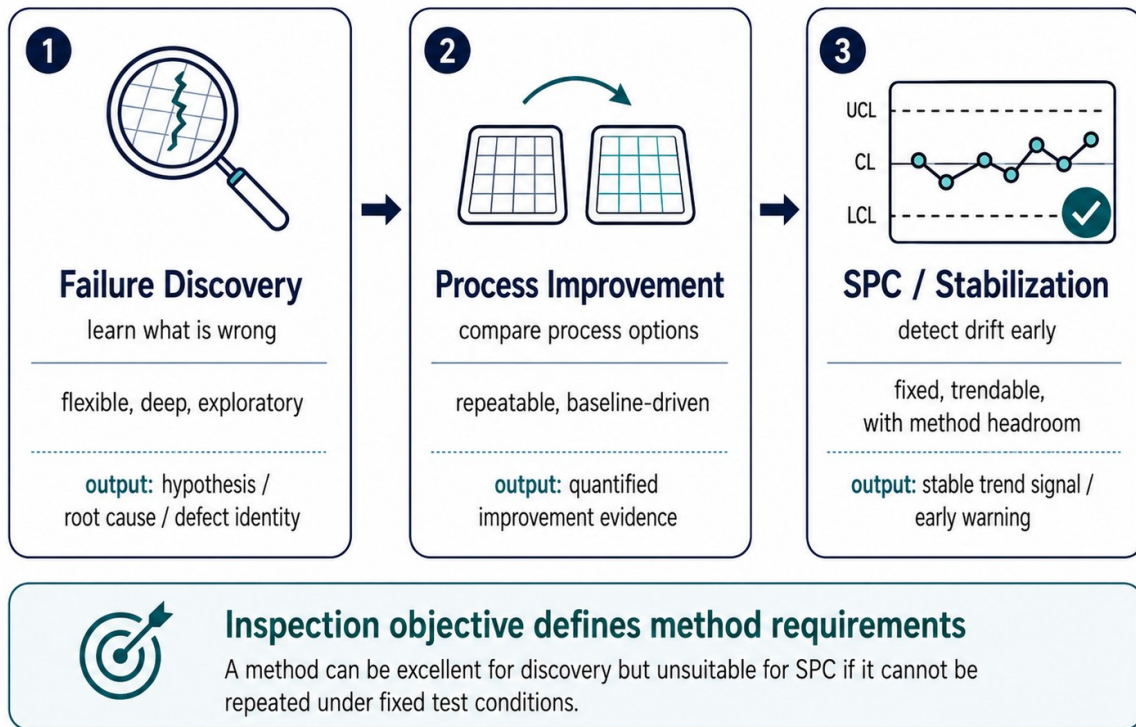 1
Failure Discovery
learn what is wrong
flexible, deep, exploratory
output: hypothesis /
root cause / defect identity
2
Process Improvement
compare process options
repeatable, baseline-driven
output: quantified
improvement evidence
3
UCL
CL
LCL
SPC / Stabilization
detect drift early
fixed, trendable,
with method headroom
output: stable trend signal /
early warning
Inspection objective defines method requirements
A method can be excellent for discovery but unsuitable for SPC if it cannot be
repeated under fixed test conditions.